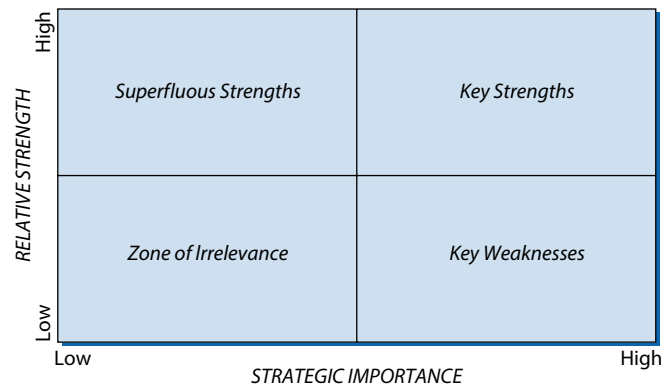 High
Superfluous Strengths
Key Strengths
RELATIVE STRENGTH
Zone of Irrelevance
Key Weaknesses
Low
Low
High
STRATEGIC IMPORTANCE